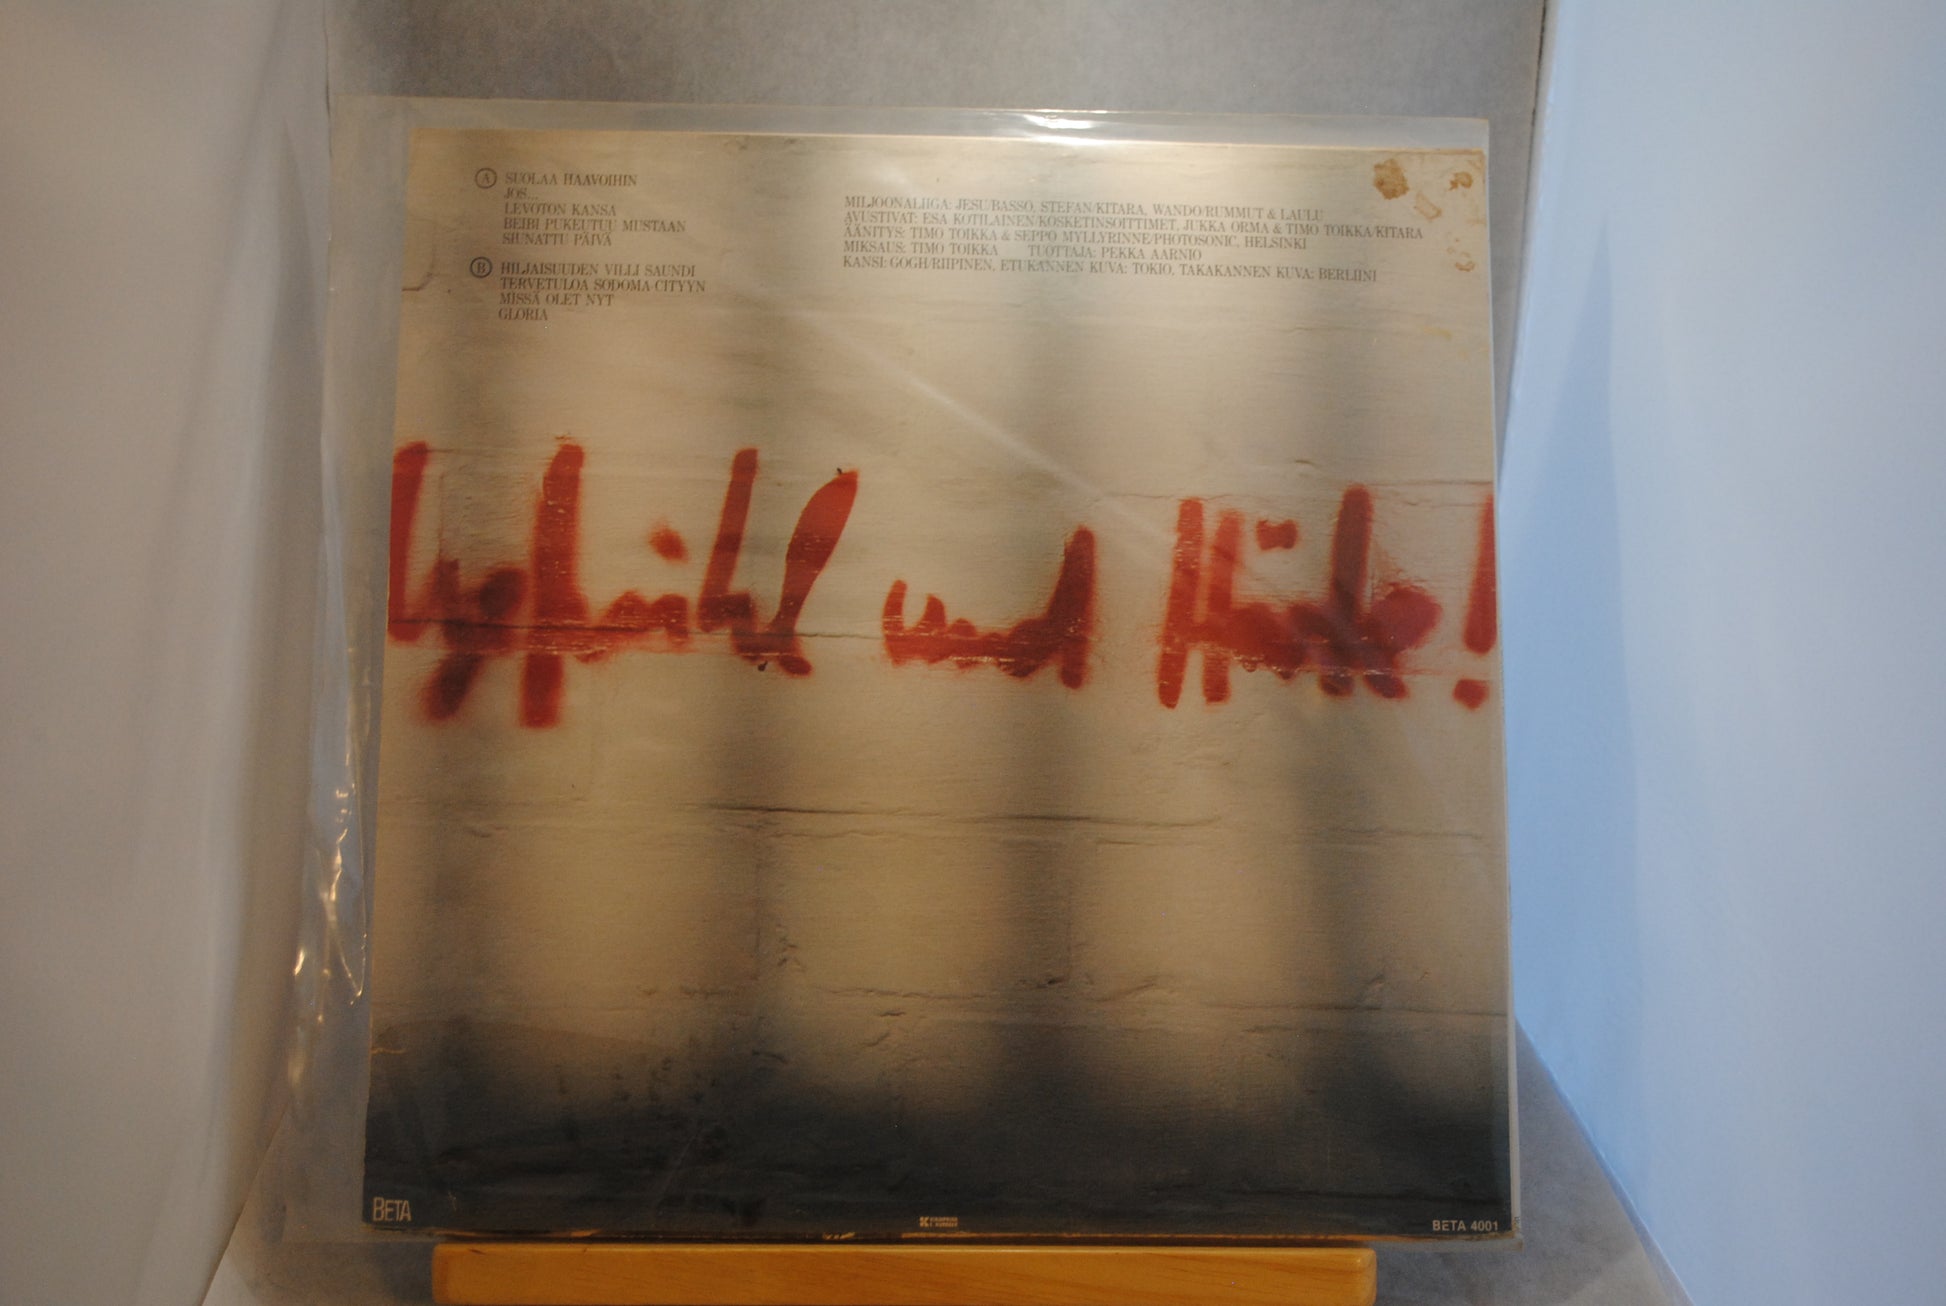 Ⓐ SUOLAA HAAVOIHIN
JOS...
LEVOTON KANSA
BEIBI PUKEUTUU MUSTAAN
SIUNATTU PÄIVÄ
Ⓑ HILJAISUUDEN VILLI SAUNDI
TERVETULOA SODOMA CITYYN
MISSÄ OLET NYT
GLORIA
MILJOONALIIGA: JESU/BASSO, STEFAN/KITARA, WANDO/RUMMUT & LAULU
AVUSTIVAT: ESA KOTILAINEN/KOSKETINSOITTIMET, JUKKA ORMA & TIMO TOIKKA/KITARA
ÄÄNITYS: TIMO TOIKKA & SEPPO MYLLYRINNE/PHOTOSONIC, HELSINKI
MIKSAUS: TIMO TOIKKA TUOTTAJA: PEKKA AARNIO
KANSI: GOGH/RIIPINEN, ETUKANNEN KUVA: TOKIO, TAKAKANNEN KUVA: BERLIINI
und
BETA
BETA 4001